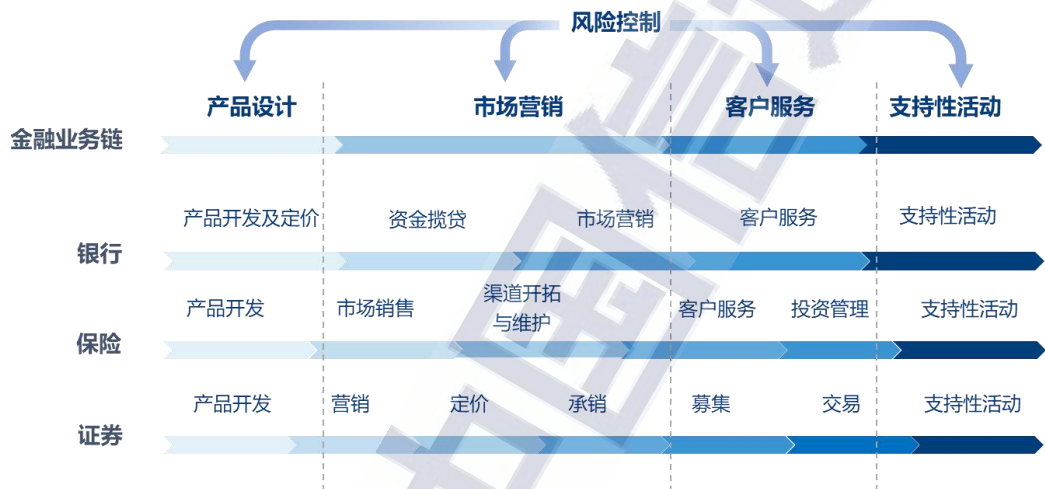 风险控制
产品设计
市场营销
客户服务
支持性活动
金融业务链
产品开发及定价
资金揽贷
市场营销
客户服务
支持性活动
银行
产品开发
市场销售
渠道开拓
与维护
客户服务
投资管理
支持性活动
保险
产品开发
营销
定价
承销
募集
交易
支持性活动
证券
中国信通